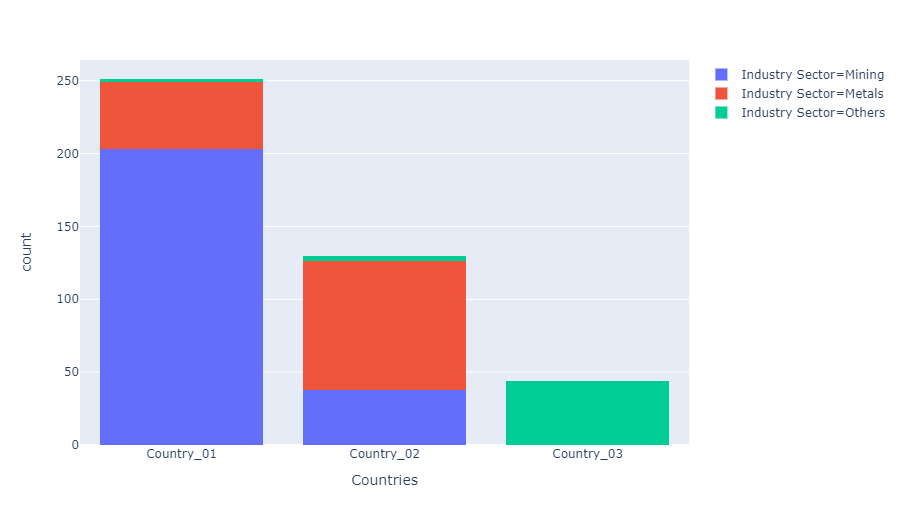 250
200
150
100
50
0
count
Country_01
Country_02
Country_03
Countries
Industry Sector=Mining
Industry Sector=Metals
Industry Sector=Others